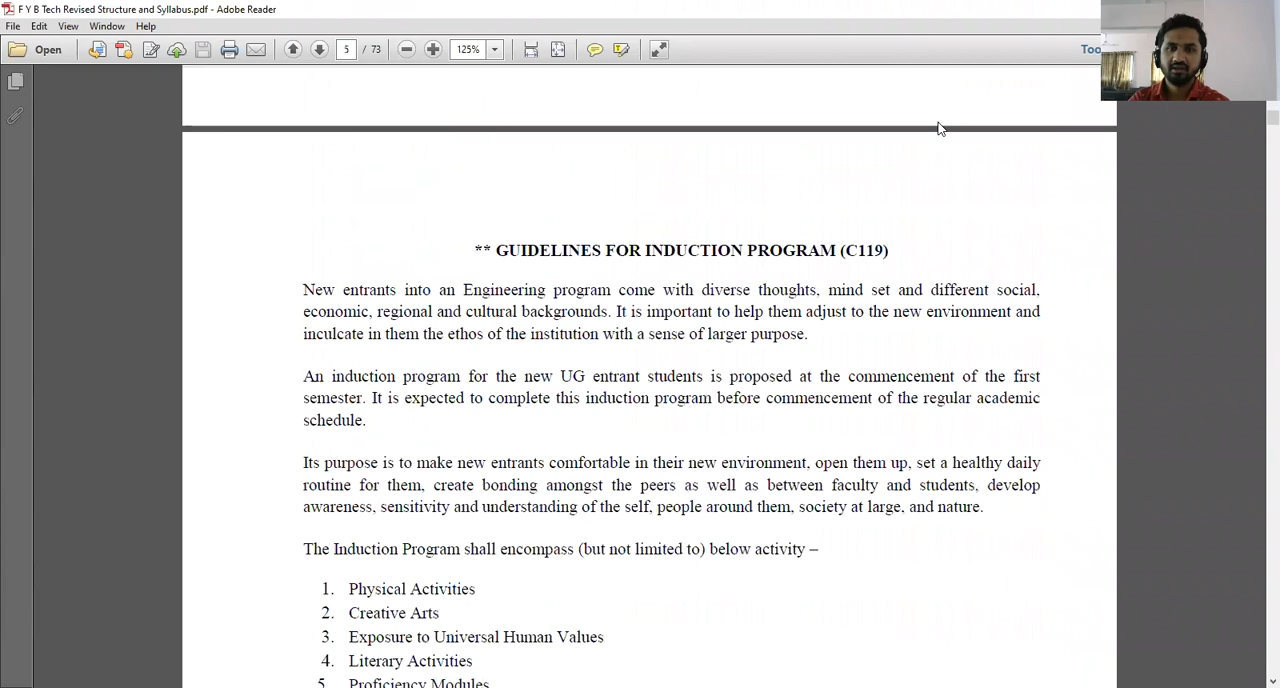 F Y B Tech Revised Structure and Syllabus.pdf - Adobe Reader
File Edit View Window Help
Open 5 / 73 125% Too
** GUIDELINES FOR INDUCTION PROGRAM (C119)
New entrants into an Engineering program come with diverse thoughts, mind set and different social,
economic, regional and cultural backgrounds. It is important to help them adjust to the new environment and
inculcate in them the ethos of the institution with a sense of larger purpose.
An induction program for the new UG entrant students is proposed at the commencement of the first
semester. It is expected to complete this induction program before commencement of the regular academic
schedule.
Its purpose is to make new entrants comfortable in their new environment, open them up, set a healthy daily
routine for them, create bonding amongst the peers as well as between faculty and students, develop
awareness, sensitivity and understanding of the self, people around them, society at large, and nature.
The Induction Program shall encompass (but not limited to) below activity –
1. Physical Activities
2. Creative Arts
3. Exposure to Universal Human Values
4. Literary Activities
5. Proficiency Modules